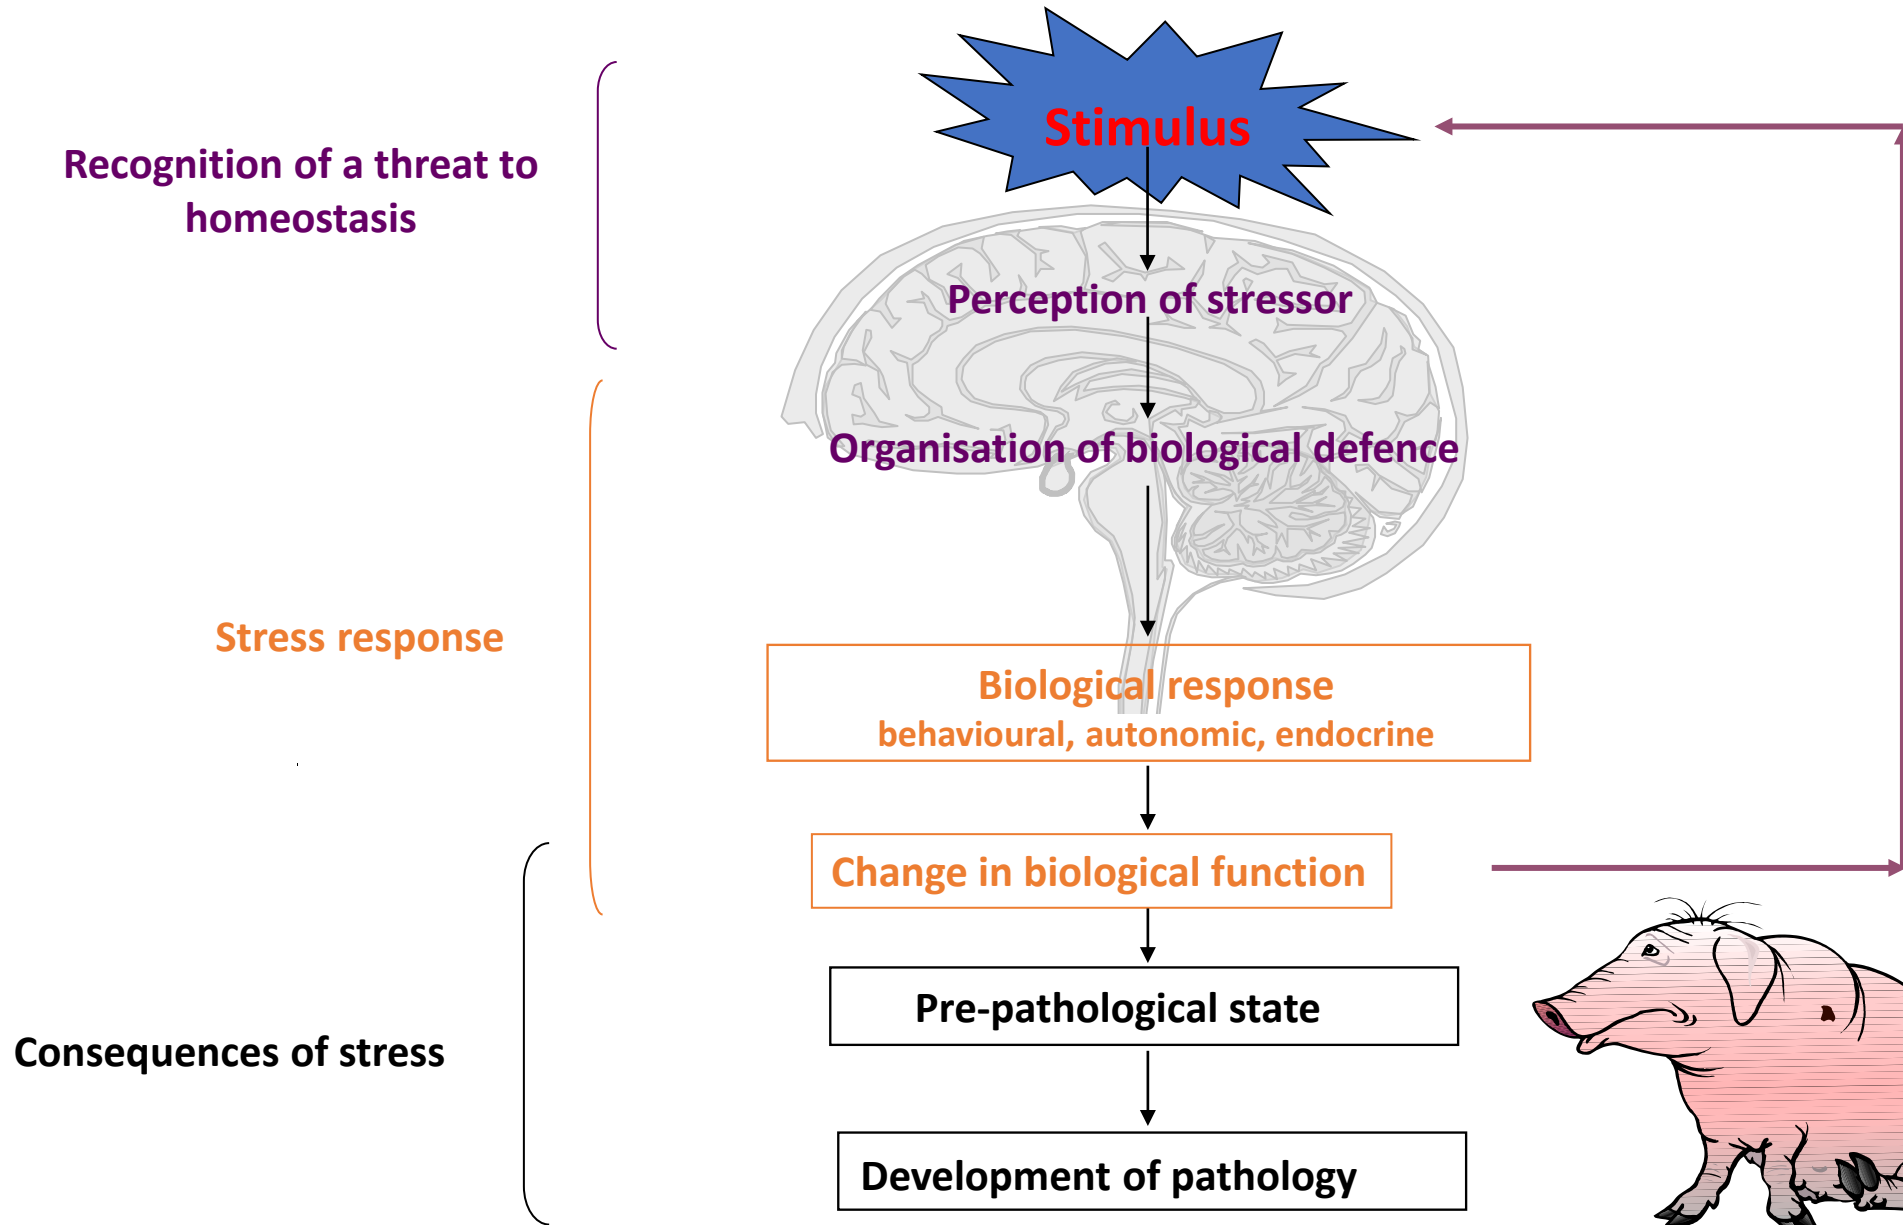 Stimulus
Recognition of a threat to
homeostasis
Perception of stressor
Organisation of biological defence
Stress response
Biological response
behavioural, autonomic, endocrine
Change in biological function
Pre-pathological state
Consequences of stress
Development of pathology